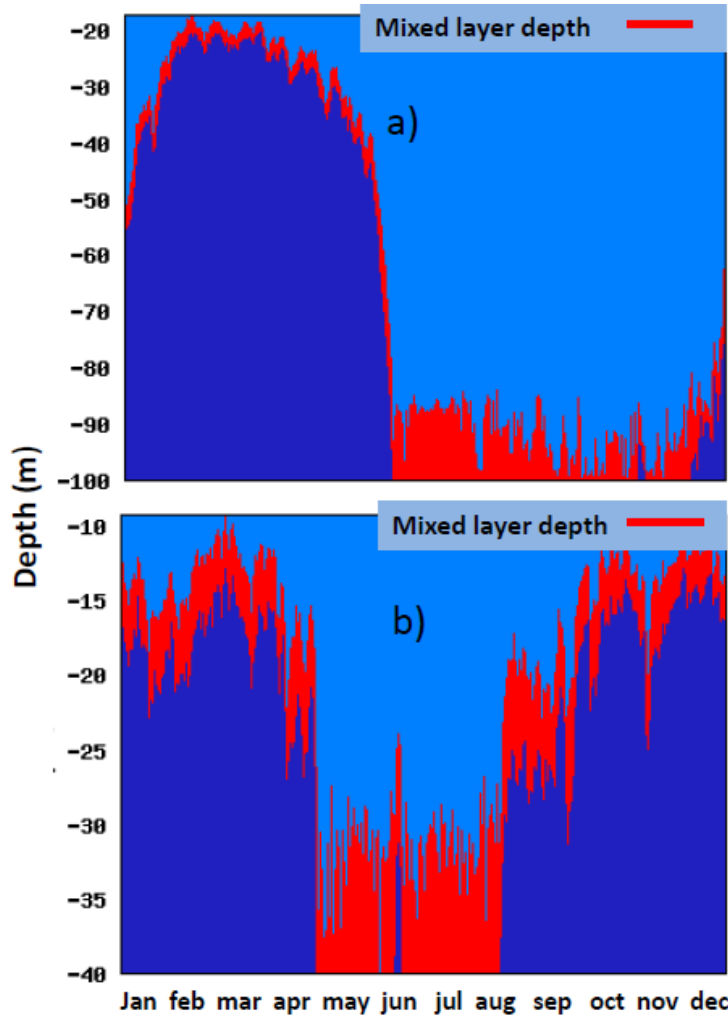 Mixed layer depth
a)
-20
-30
-40
-50
-60
-70
-80
-90
-100
Depth (m)
Mixed layer depth
b)
-10
-15
-20
-25
-30
-35
-40
Jan feb mar apr may jun jul aug sep oct nov dec